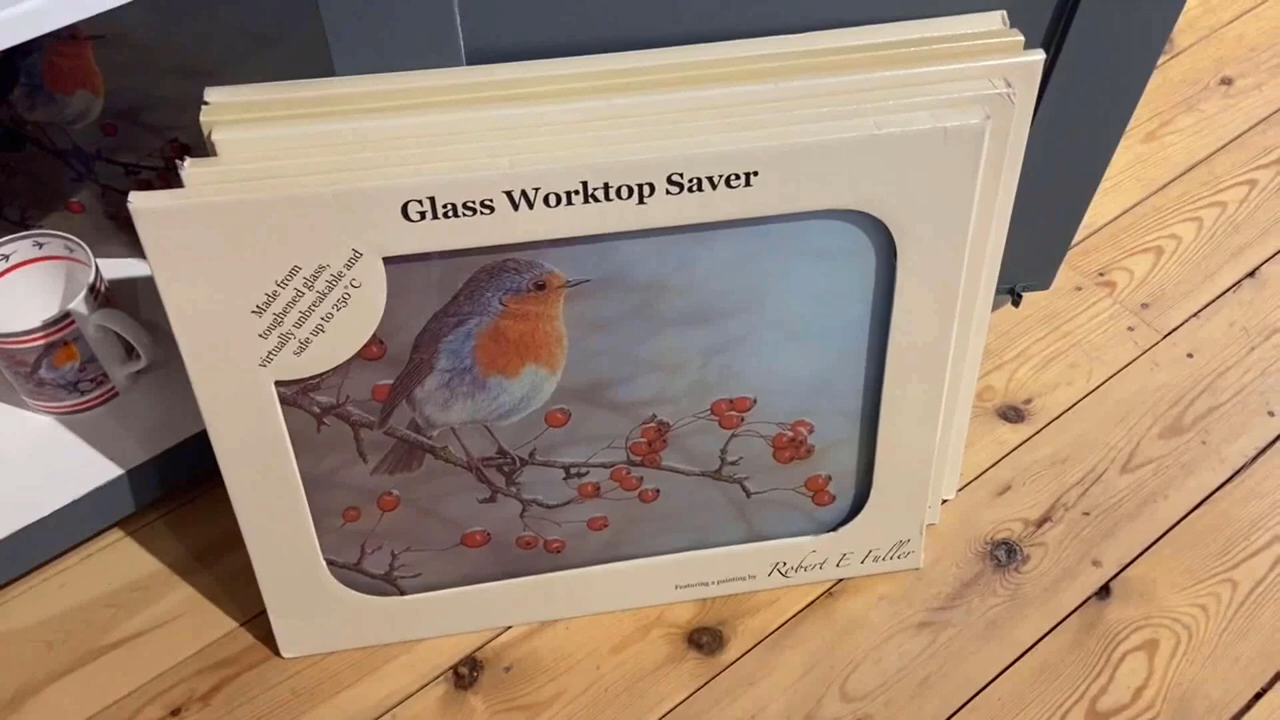 Glass Worktop Saver
Made from
toughened glass,
virtually unbreakable and
safe up to 250°C
Featuring a painting by Robert E Fuller